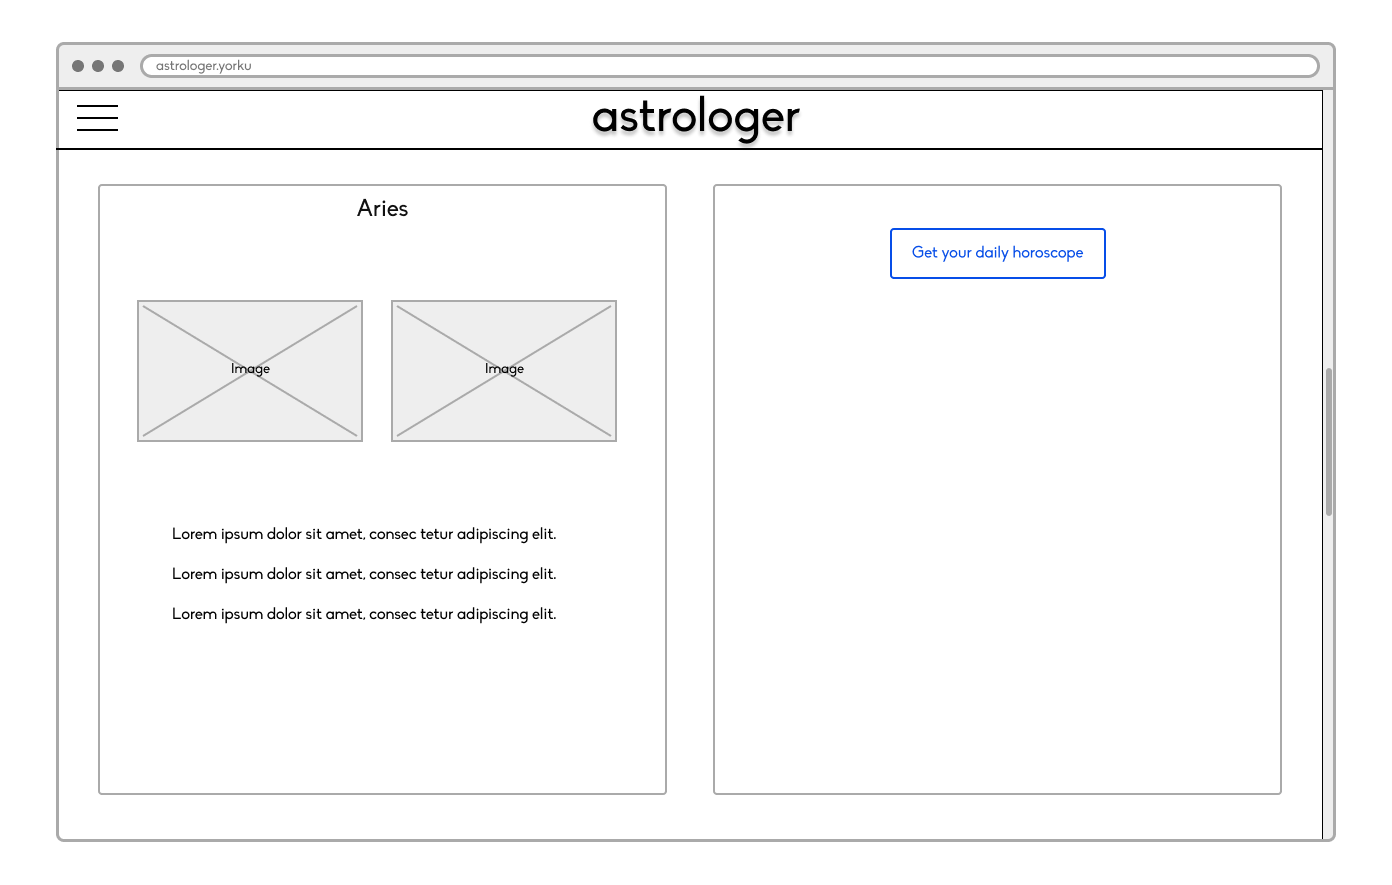 astrologer.yorku
astrologer
Aries
Image
Image
Lorem ipsum dolor sit amet, consec tetur adipiscing elit.
Lorem ipsum dolor sit amet, consec tetur adipiscing elit.
Lorem ipsum dolor sit amet, consec tetur adipiscing elit.
Get your daily horoscope